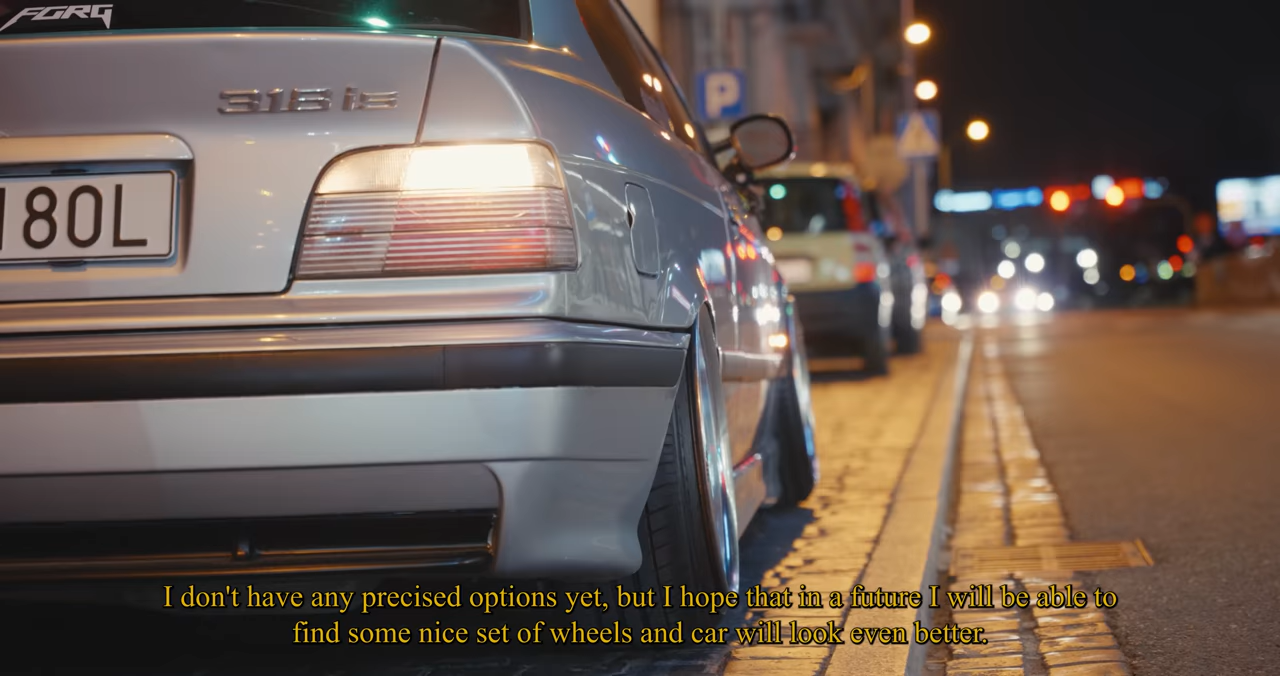 FGRG
318is
180L
P
I don't have any precised options yet, but I hope that in a future I will be able to
find some nice set of wheels and car will look even better.